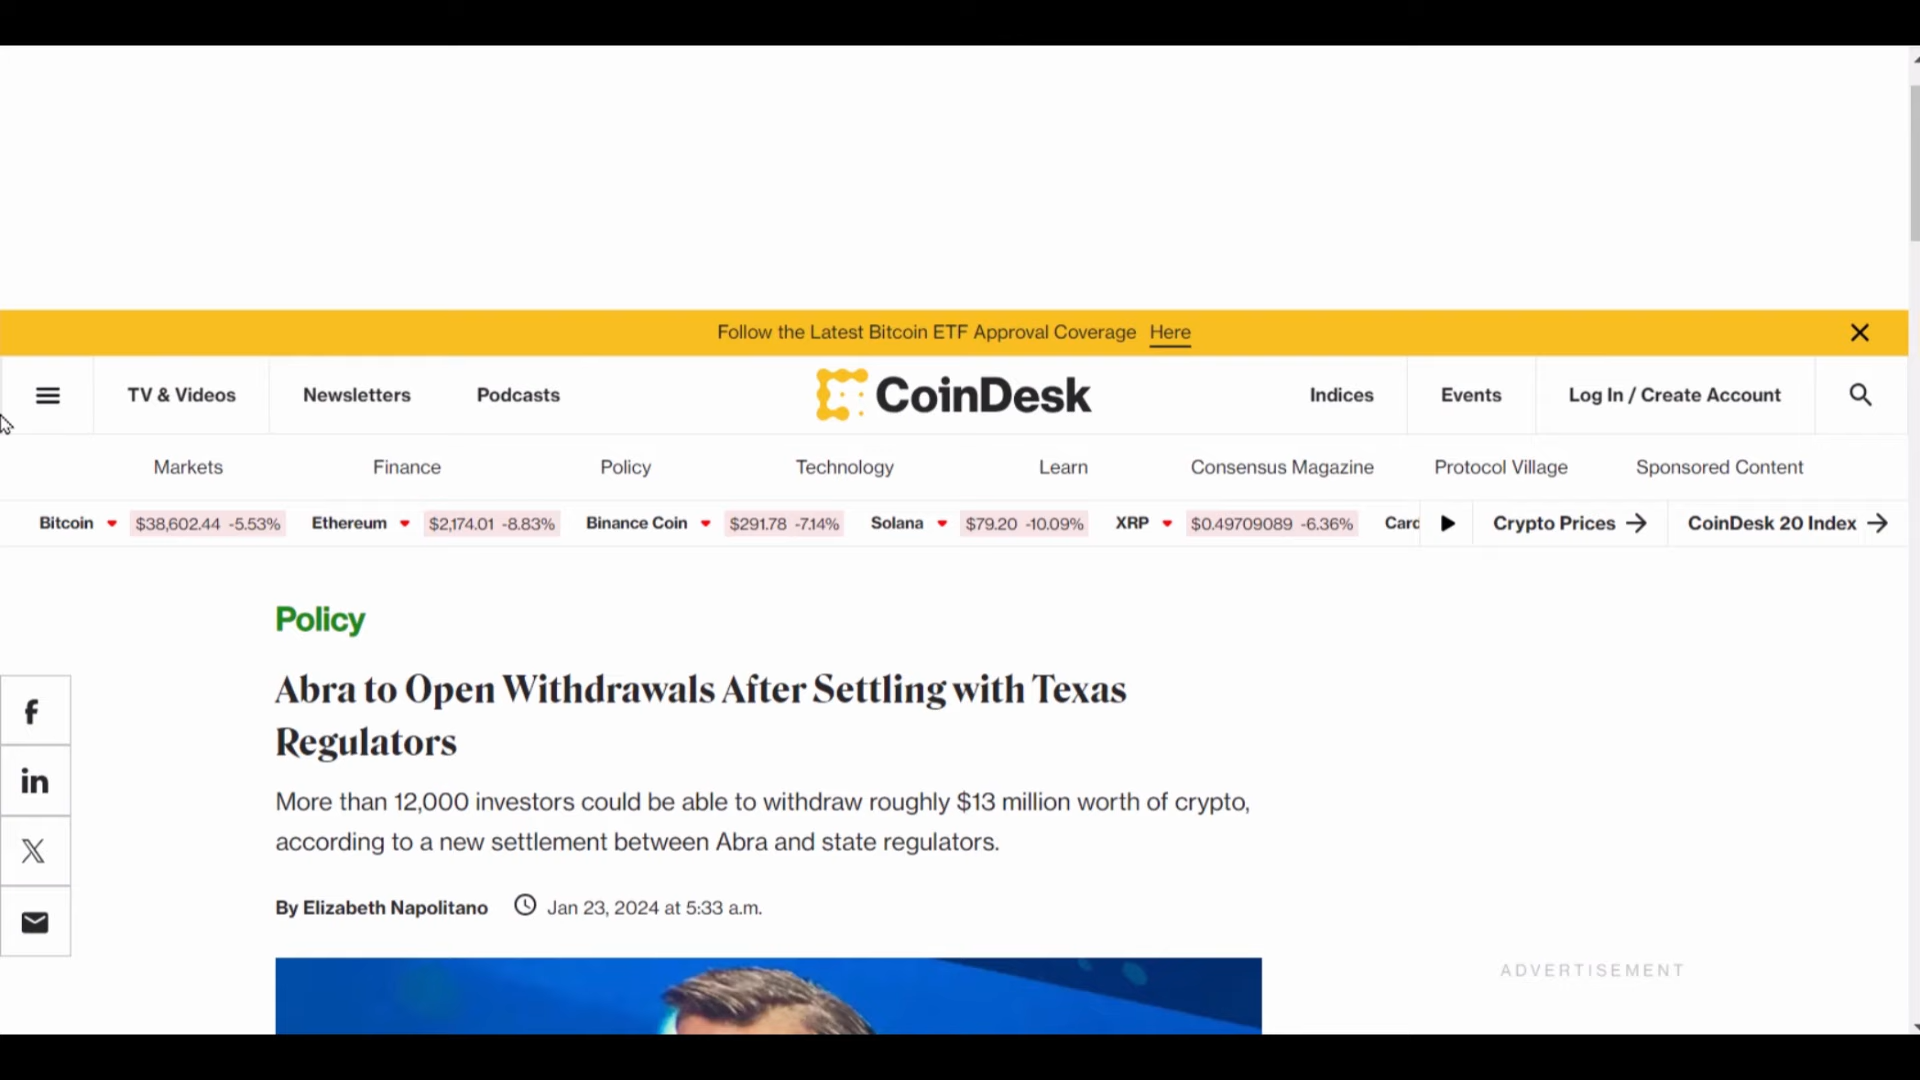 Follow the Latest Bitcoin ETF Approval Coverage Here
TV & Videos Newsletters Podcasts CoinDesk Indices Events Log In / Create Account
Markets Finance Policy Technology Learn Consensus Magazine Protocol Village Sponsored Content
Bitcoin $38,602.44 -5.53% Ethereum $2,174.01 -8.83% Binance Coin $291.78 -7.14% Solana $79.20 -10.09% XRP $0.49709089 -6.36% Card Crypto Prices → CoinDesk 20 Index →
Policy
Abra to Open Withdrawals After Settling with Texas
Regulators
More than 12,000 investors could be able to withdraw roughly $13 million worth of crypto,
according to a new settlement between Abra and state regulators.
By Elizabeth Napolitano Jan 23, 2024 at 5:33 a.m.
ADVERTISEMENT